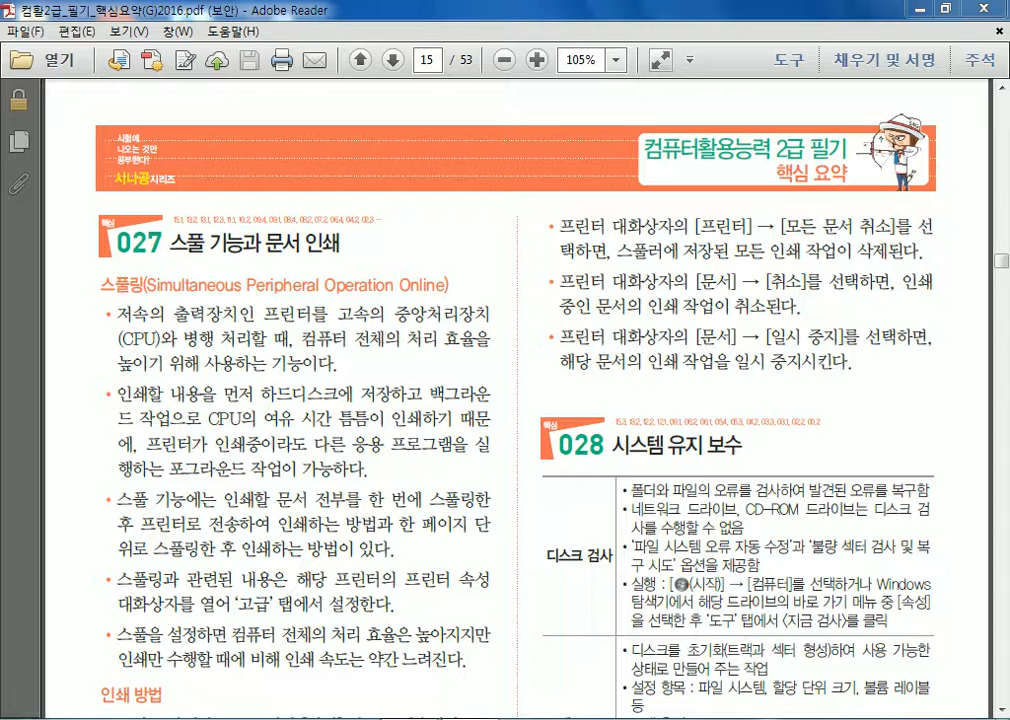 컴활2급_필기_핵심요약(G)2016.pdf (보안) - Adobe Reader
파일(F) 편집(E) 보기(V) 창(W) 도움말(H)
열기 15 / 53 105% 도구 채우기 및 서명 주석
시험에
나오는 것만
공부한다!
서나공시리즈
컴퓨터활용능력 2급 필기
핵심 요약
핵심
027 스풀 기능과 문서 인쇄
스풀링(Simultaneous Peripheral Operation Online)
• 저속의 출력장치인 프린터를 고속의 중앙처리장치
(CPU)와 병행 처리할 때, 컴퓨터 전체의 처리 효율을
높이기 위해 사용하는 기능이다.
• 인쇄할 내용을 먼저 하드디스크에 저장하고 백그라운
드 작업으로 CPU의 여유 시간 틈틈이 인쇄하기 때문
에, 프린터가 인쇄중이라도 다른 응용 프로그램을 실
행하는 포그라운드 작업이 가능하다.
• 스풀 기능에는 인쇄할 문서 전부를 한 번에 스풀링한
후 프린터로 전송하여 인쇄하는 방법과 한 페이지 단
위로 스풀링한 후 인쇄하는 방법이 있다.
• 스풀링과 관련된 내용은 해당 프린터의 프린터 속성
대화상자를 열어 '고급' 탭에서 설정한다.
• 스풀을 설정하면 컴퓨터 전체의 처리 효율은 높아지지만
인쇄만 수행할 때에 비해 인쇄 속도는 약간 느려진다.
인쇄 방법
• 프린터 대화상자의 [프린터] → [모든 문서 취소]를 선
택하면, 스풀러에 저장된 모든 인쇄 작업이 삭제된다.
• 프린터 대화상자의 [문서] → [취소]를 선택하면, 인쇄
중인 문서의 인쇄 작업이 취소된다.
• 프린터 대화상자의 [문서] → [일시 중지]를 선택하면,
해당 문서의 인쇄 작업을 일시 중지시킨다.
핵심
028 시스템 유지 보수
디스크 검사
• 폴더와 파일의 오류를 검사하여 발견된 오류를 복구함
• 네트워크 드라이브, CD-ROM 드라이브는 디스크 검
사를 수행할 수 없음
• '파일 시스템 오류 자동 수정'과 '불량 섹터 검사 및 복
구 시도' 옵션을 제공함
• 실행 : [(시작)] → [컴퓨터]를 선택하거나 Windows
탐색기에서 해당 드라이브의 바로 가기 메뉴 중 [속성]
을 선택한 후 '도구' 탭에서 〈지금 검사〉를 클릭
• 디스크를 초기화(트랙과 섹터 형성)하여 사용 가능한
상태로 만들어 주는 작업
• 설정 항목 : 파일 시스템, 할당 단위 크기, 볼륨 레이블
등